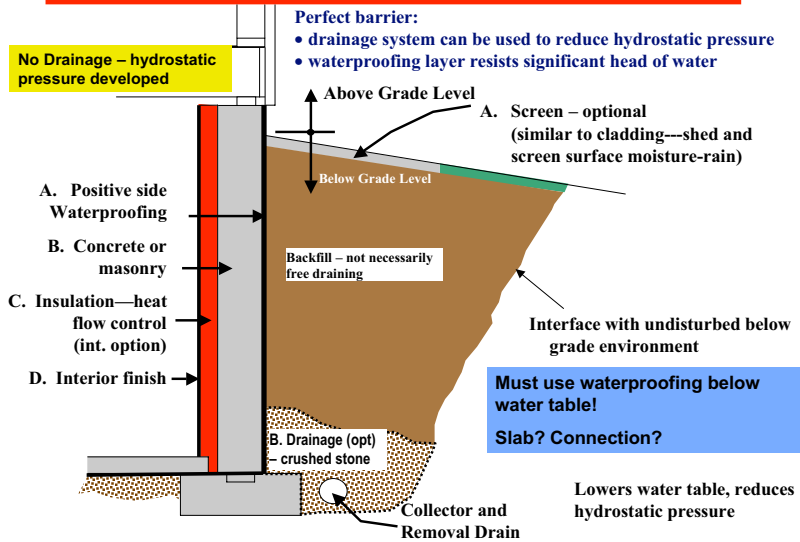 Perfect barrier:
• drainage system can be used to reduce hydrostatic pressure
• waterproofing layer resists significant head of water
No Drainage – hydrostatic
pressure developed
Above Grade Level
A. Screen – optional
(similar to cladding---shed and
screen surface moisture-rain)
Below Grade Level
A. Positive side
Waterproofing
B. Concrete or
masonry
C. Insulation—heat
flow control
(int. option)
D. Interior finish
Backfill – not necessarily
free draining
Interface with undisturbed below
grade environment
Must use waterproofing below
water table!
Slab? Connection?
B. Drainage (opt)
– crushed stone
Collector and
Removal Drain
Lowers water table, reduces
hydrostatic pressure